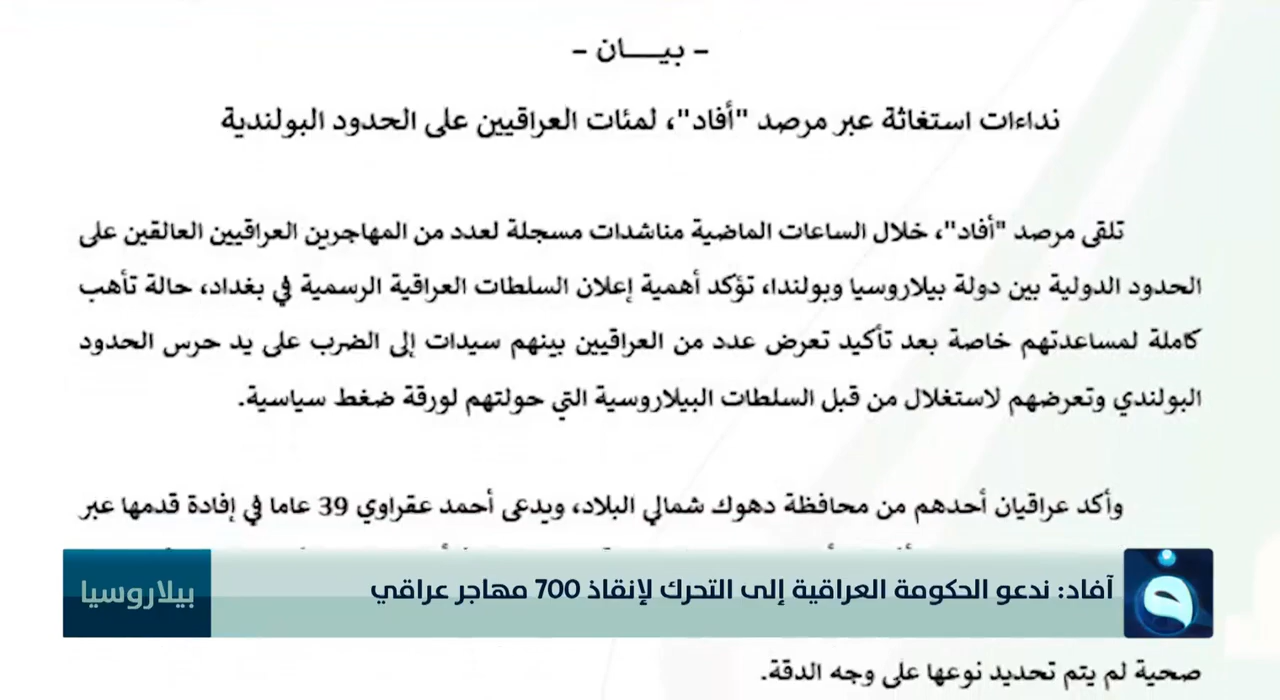 - بيـــــان -
نداءات استغاثة عبر مرصد "أفاد"، لمئات العراقيين على الحدود البولندية
تلقى مرصد "أفاد"، خلال الساعات الماضية مناشدات مسجلة لعدد من المهاجرين العراقيين العالقين على
الحدود الدولية بين دولة بيلاروسيا وبولندا، تؤكد أهمية إعلان السلطات العراقية الرسمية في بغداد، حالة تأهب
كاملة لمساعدتهم خاصة بعد تأكيد تعرض عدد من العراقيين بينهم سيدات إلى الضرب على يد حرس الحدود
البولندي وتعرضهم لاستغلال من قبل السلطات البيلاروسية التي حولتهم لورقة ضغط سياسية.
وأكد عراقيان أحدهم من محافظة دهوك شمالي البلاد، ويدعى أحمد عقراوي 39 عاما في إفادة قدمها عبر
آفاد: ندعو الحكومة العراقية إلى التحرك لإنقاذ 700 مهاجر عراقي
بيلاروسيا
صحية لم يتم تحديد نوعها على وجه الدقة.